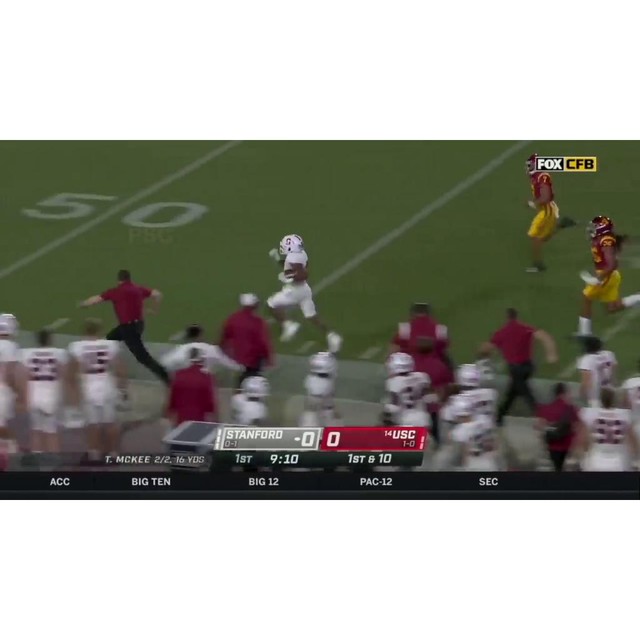 FOX CFB
50
PSG
STANFORD 0 0 14 USC
0-1 1-0
T. MCKEE 2/2, 16 YDS 1ST 9:10 1ST & 10
ACC BIG TEN BIG 12 PAC-12 SEC